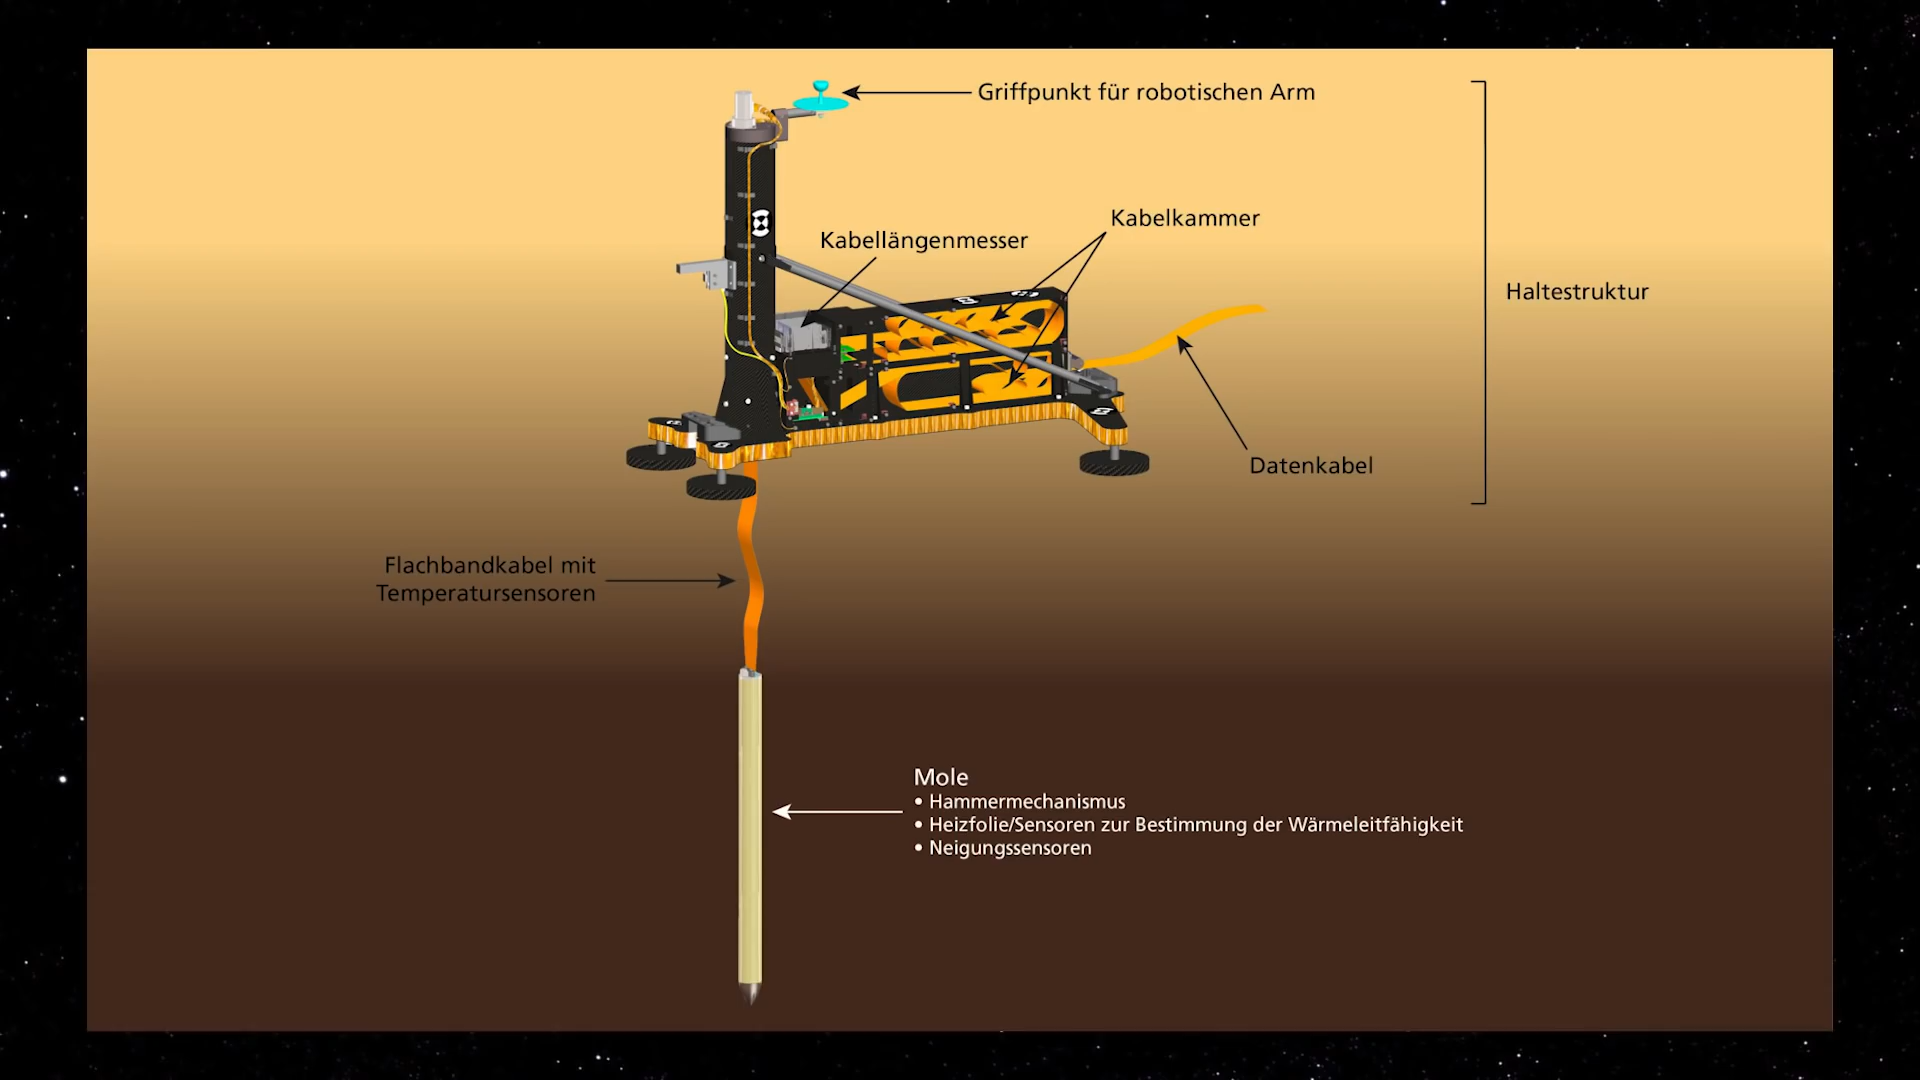 Griffpunkt für robotischen Arm
Kabelkammer
Kabellängenmesser
Haltestruktur
Datenkabel
Flachbandkabel mit
Temperatursensoren
Mole
• Hammermechanismus
• Heizfolie/Sensoren zur Bestimmung der Wärmeleitfähigkeit
• Neigungssensoren